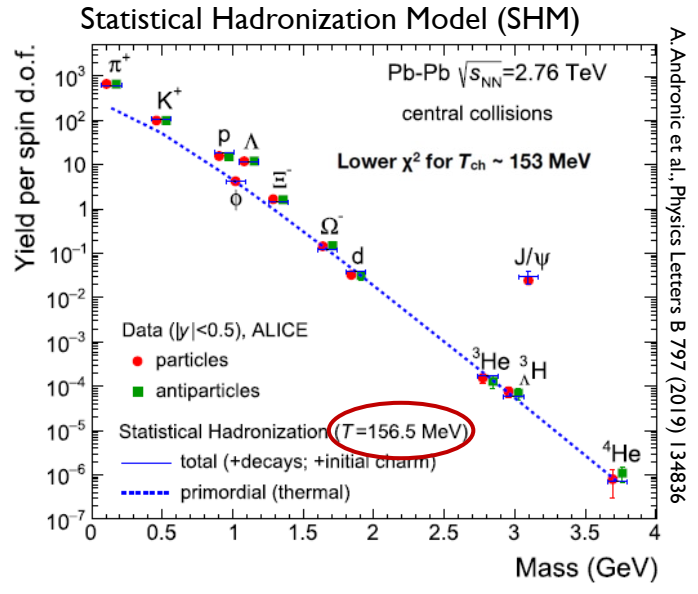 Statistical Hadronization Model (SHM)
Pb-Pb √sNN=2.76 TeV
central collisions
Lower χ² for Tch ~ 153 MeV
π⁺
K⁺
p
Λ
ϕ
Ξ⁻
Ω⁻
d
J/ψ
³He
³ΛH
⁴He
Data (|y|<0.5), ALICE
particles
antiparticles
Statistical Hadronization (T=156.5 MeV)
total (+decays; +initial charm)
primordial (thermal)
Yield per spin d.o.f.
10³
10²
10
1
10⁻¹
10⁻²
10⁻³
10⁻⁴
10⁻⁵
10⁻⁶
10⁻⁷
0 0.5 1 1.5 2 2.5 3 3.5 4
Mass (GeV)
A. Andronic et al., Physics Letters B 797 (2019) 134836